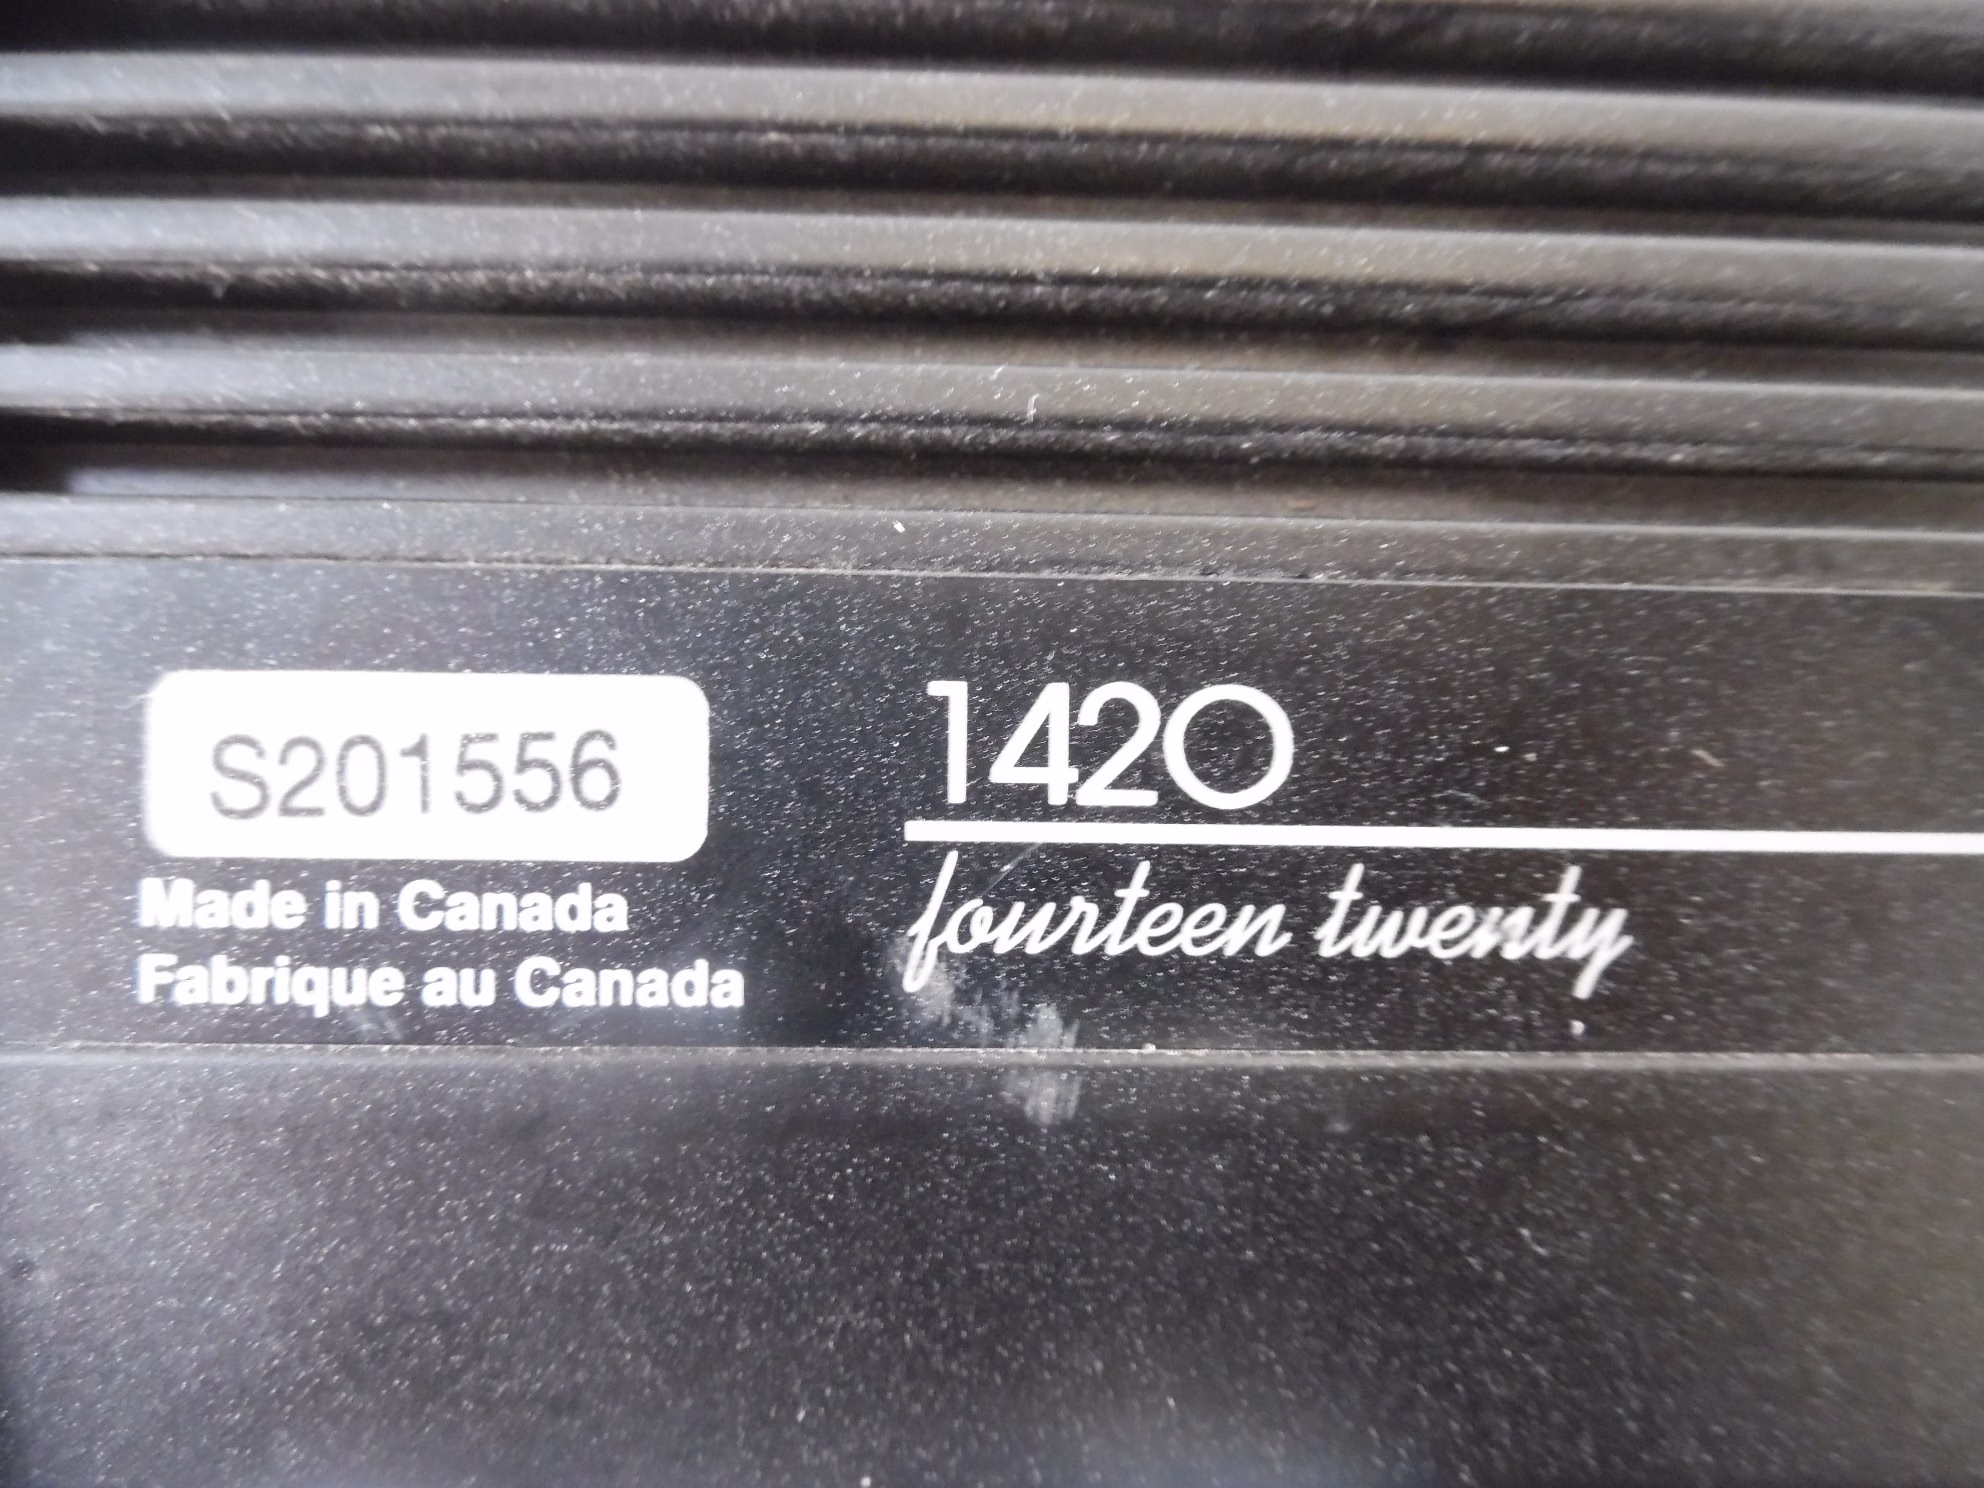 S201556
Made in Canada
Fabrique au Canada
1420
fourteen twenty